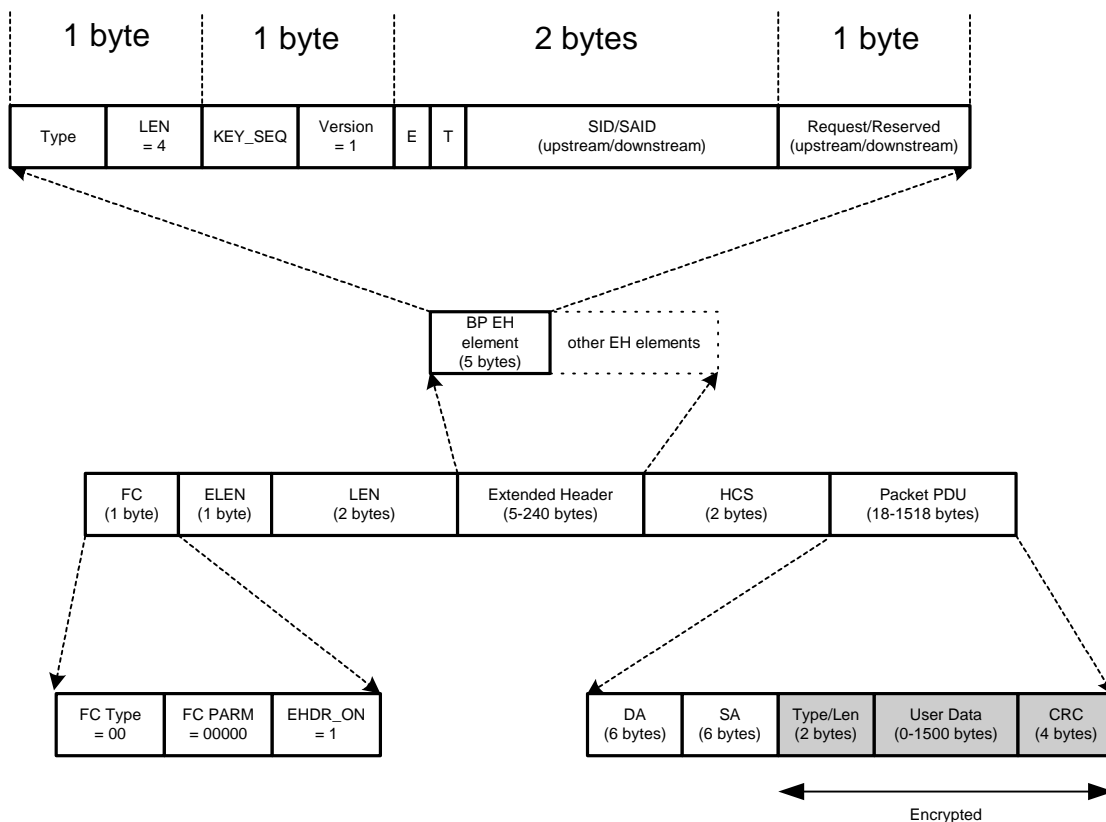 1 byte
1 byte
2 bytes
1 byte
Type
LEN
= 4
KEY_SEQ
Version
= 1
E
T
SID/SAID
(upstream/downstream)
Request/Reserved
(upstream/downstream)
BP EH
element
(5 bytes)
other EH elements
FC
(1 byte)
ELEN
(1 byte)
LEN
(2 bytes)
Extended Header
(5-240 bytes)
HCS
(2 bytes)
Packet PDU
(18-1518 bytes)
FC Type
= 00
FC PARM
= 00000
EHDR_ON
= 1
DA
(6 bytes)
SA
(6 bytes)
Type/Len
(2 bytes)
User Data
(0-1500 bytes)
CRC
(4 bytes)
Encrypted